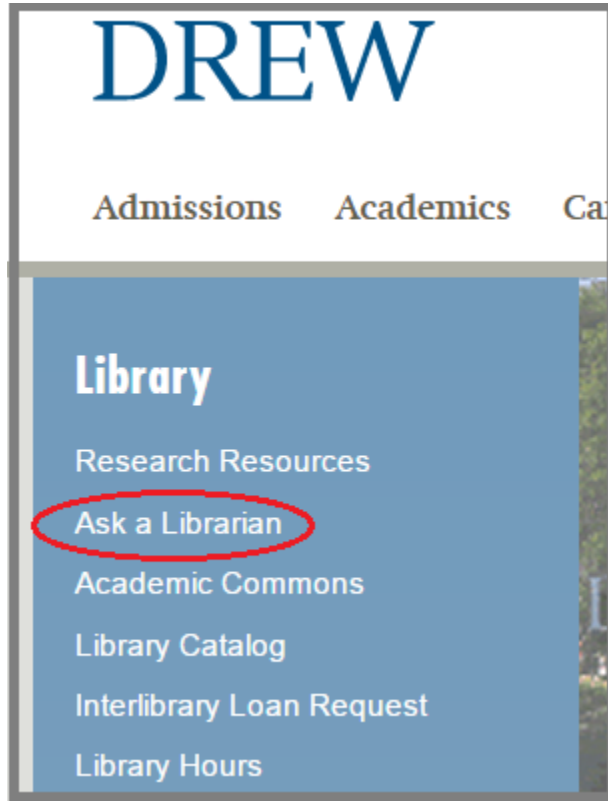 DREW
Admissions Academics
Library
Research Resources
Ask a Librarian
Academic Commons
Library Catalog
Interlibrary Loan Request
Library Hours